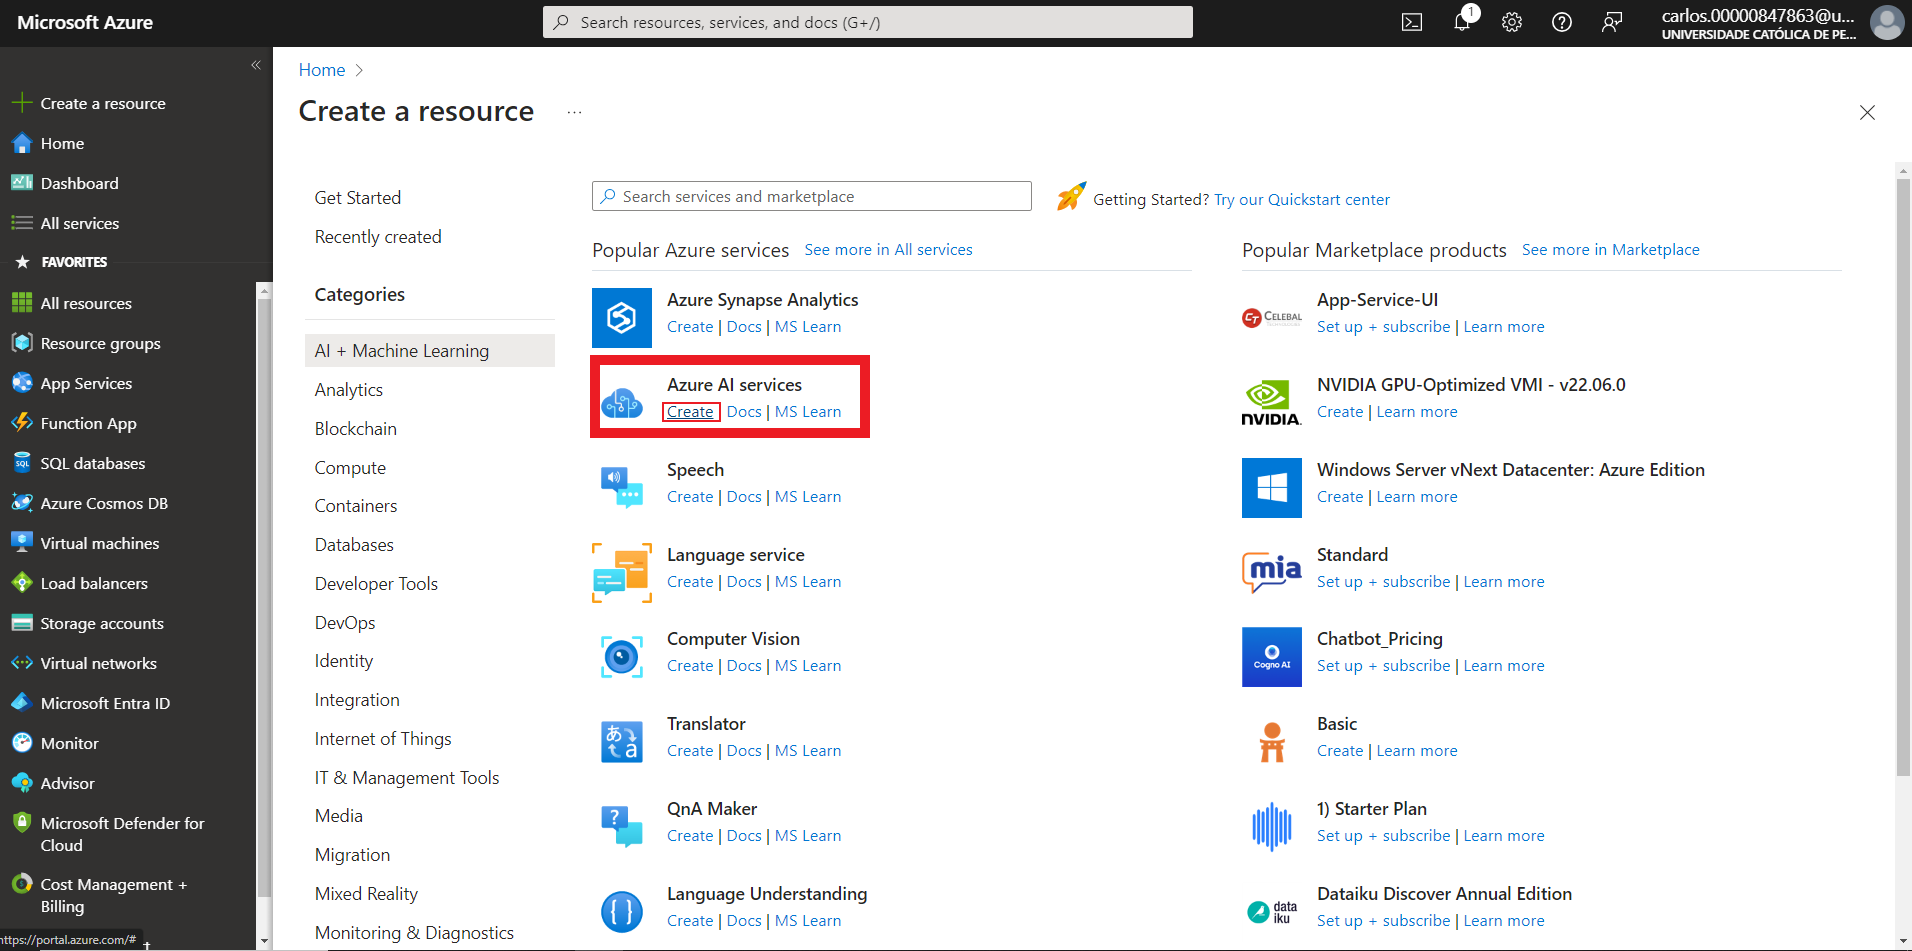 Microsoft Azure
Search resources, services, and docs (G+/)
1
carlos.00000847863@u...
UNIVERSIDADE CATÓLICA DE PE...
«
Create a resource
Home
Dashboard
All services
FAVORITES
All resources
Resource groups
App Services
Function App
SQL databases
Azure Cosmos DB
Virtual machines
Load balancers
Storage accounts
Virtual networks
Microsoft Entra ID
Monitor
Advisor
Microsoft Defender for
Cloud
Cost Management +
Billing
https://portal.azure.com/#
Home >
Create a resource ...
Get Started
Recently created
Categories
AI + Machine Learning
Analytics
Blockchain
Compute
Containers
Databases
Developer Tools
DevOps
Identity
Integration
Internet of Things
IT & Management Tools
Media
Migration
Mixed Reality
Monitoring & Diagnostics
Search services and marketplace
Getting Started? Try our Quickstart center
Popular Azure services See more in All services
Azure Synapse Analytics
Create | Docs | MS Learn
Azure AI services
Create Docs | MS Learn
Speech
Create | Docs | MS Learn
Language service
Create | Docs | MS Learn
Computer Vision
Create | Docs | MS Learn
あ a
Translator
Create | Docs | MS Learn
?
QnA Maker
Create | Docs | MS Learn
{ }
Language Understanding
Create | Docs | MS Learn
Popular Marketplace products See more in Marketplace
CT CELEBAL
App-Service-UI
Set up + subscribe | Learn more
NVIDIA.
NVIDIA GPU-Optimized VMI - v22.06.0
Create | Learn more
Windows Server vNext Datacenter: Azure Edition
Create | Learn more
mia
Standard
Set up + subscribe | Learn more
Cogno AI
Chatbot_Pricing
Set up + subscribe | Learn more
Basic
Create | Learn more
1) Starter Plan
Set up + subscribe | Learn more
data
iku
Dataiku Discover Annual Edition
Set up + subscribe | Learn more